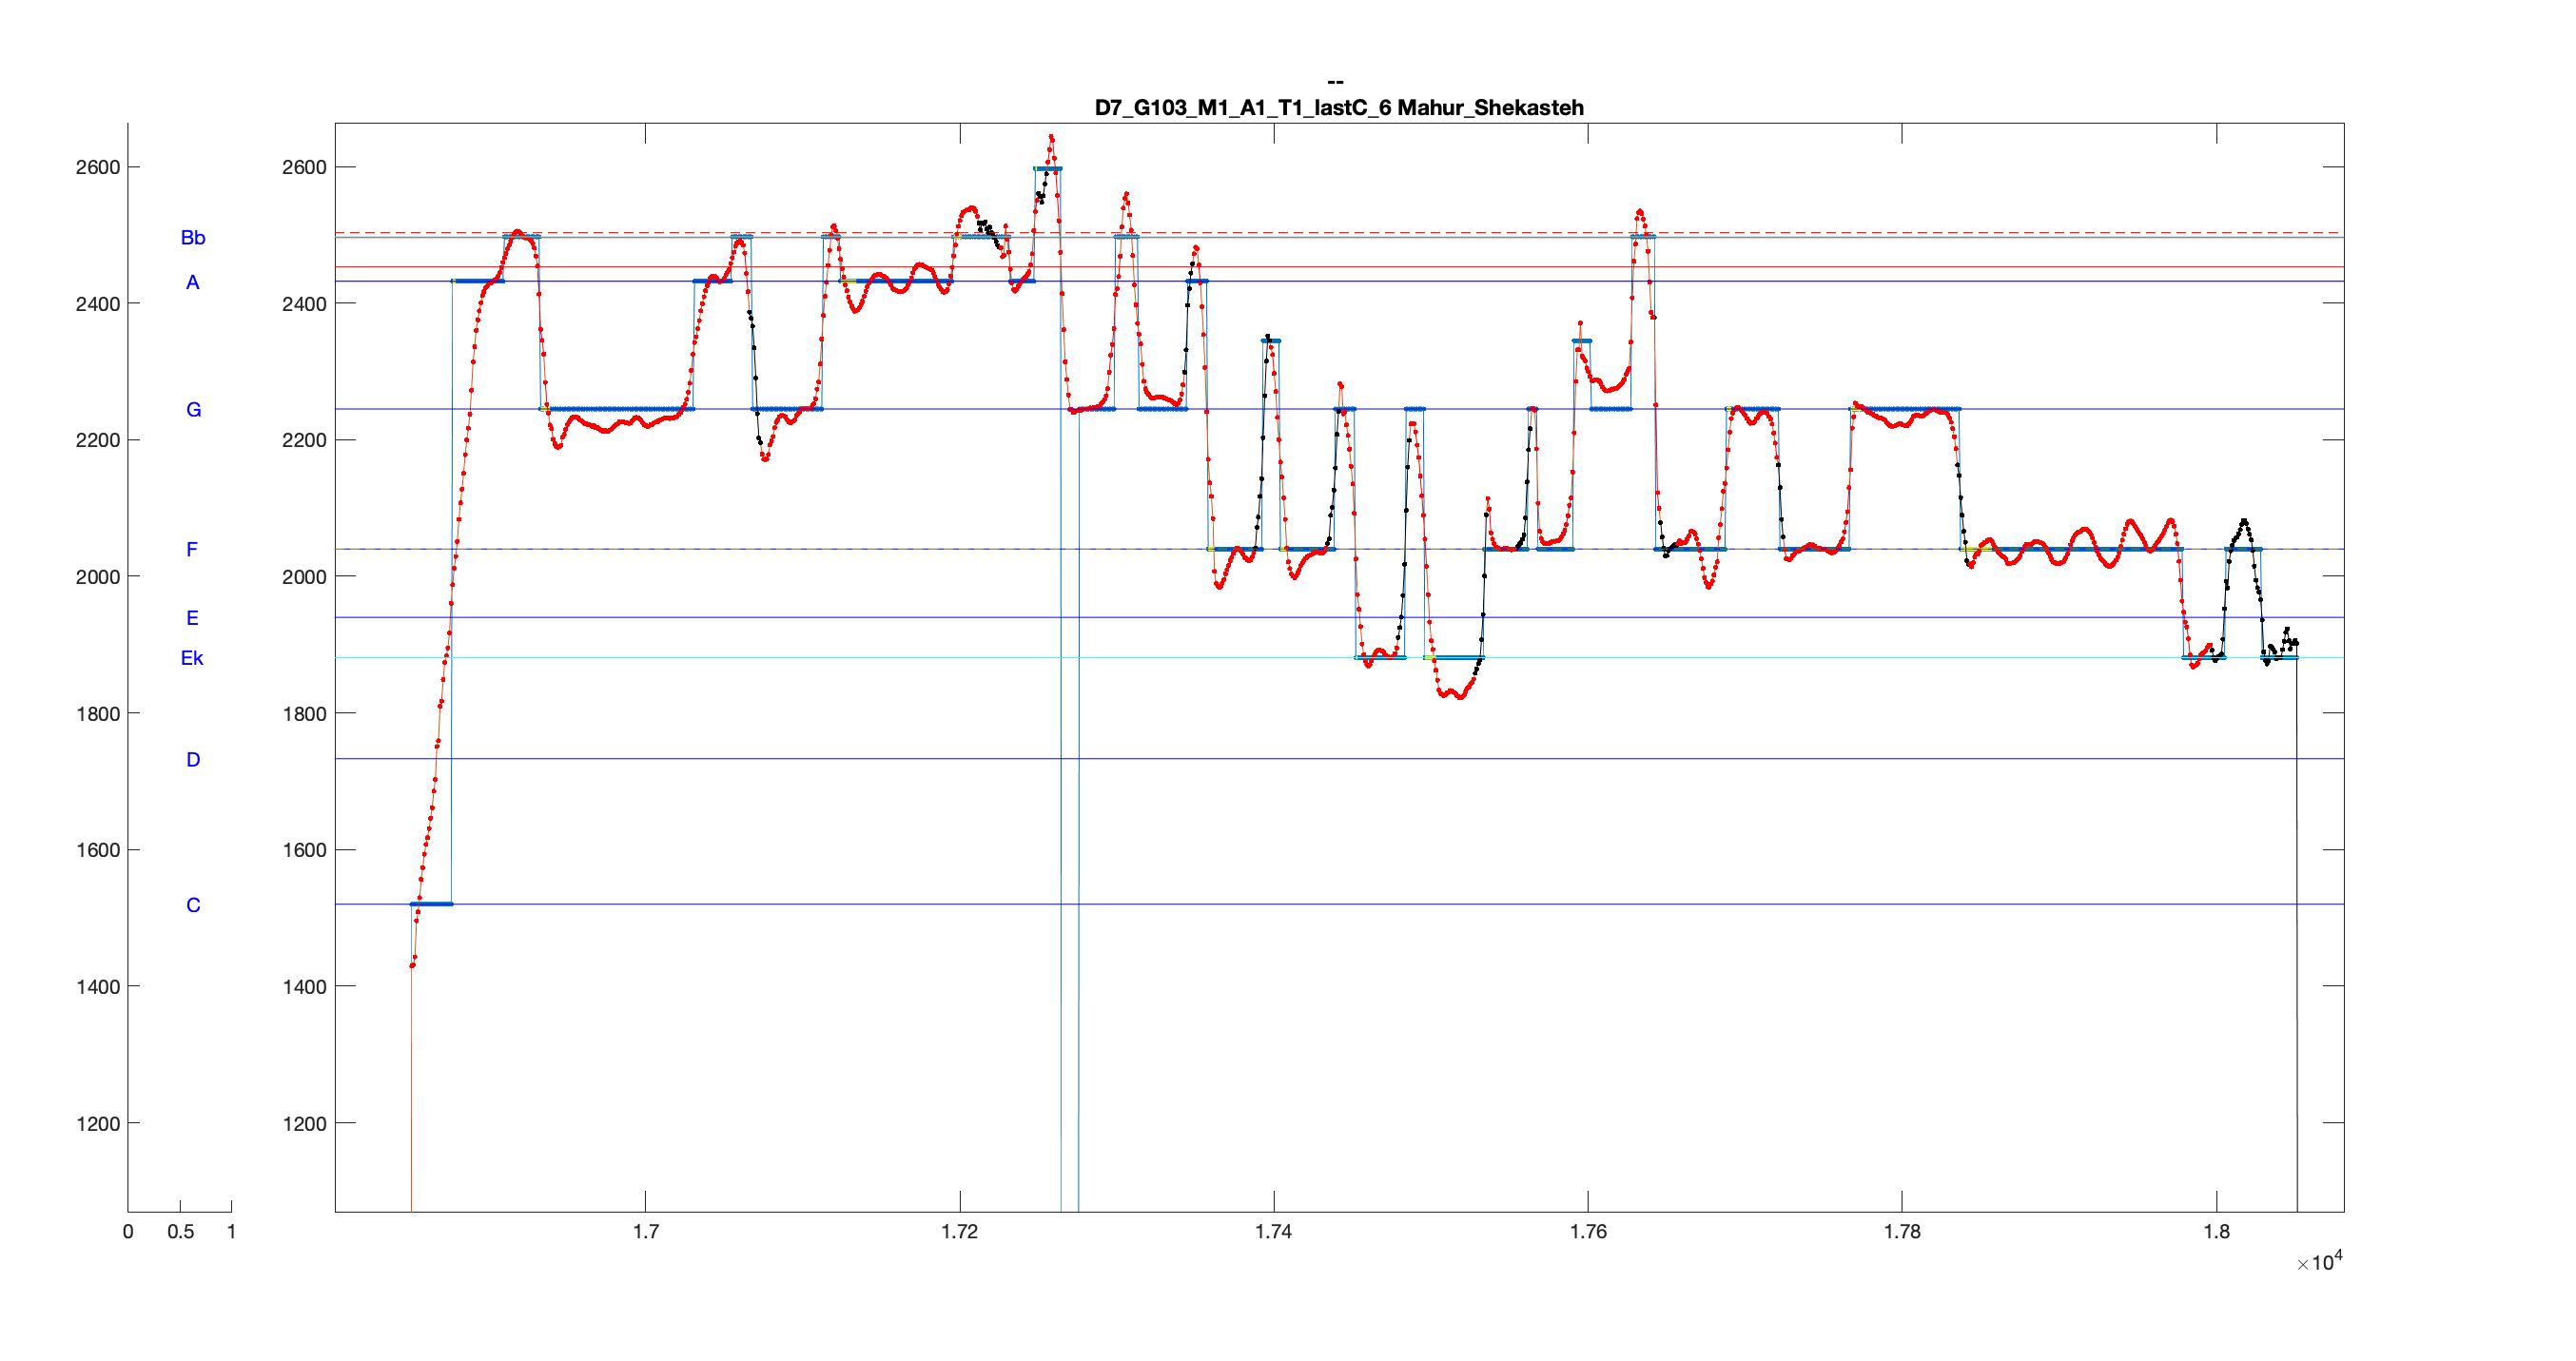 --
D7_G103_M1_A1_T1_lastC_6 Mahur_Shekasteh
2600 2600
Bb
A
2400 2400
G
2200 2200
F
2000 2000
E
Ek
1800 1800
D
1600 1600
C
1400 1400
1200 1200
0 0.5 1 1.7 1.72 1.74 1.76 1.78 1.8
×10⁴